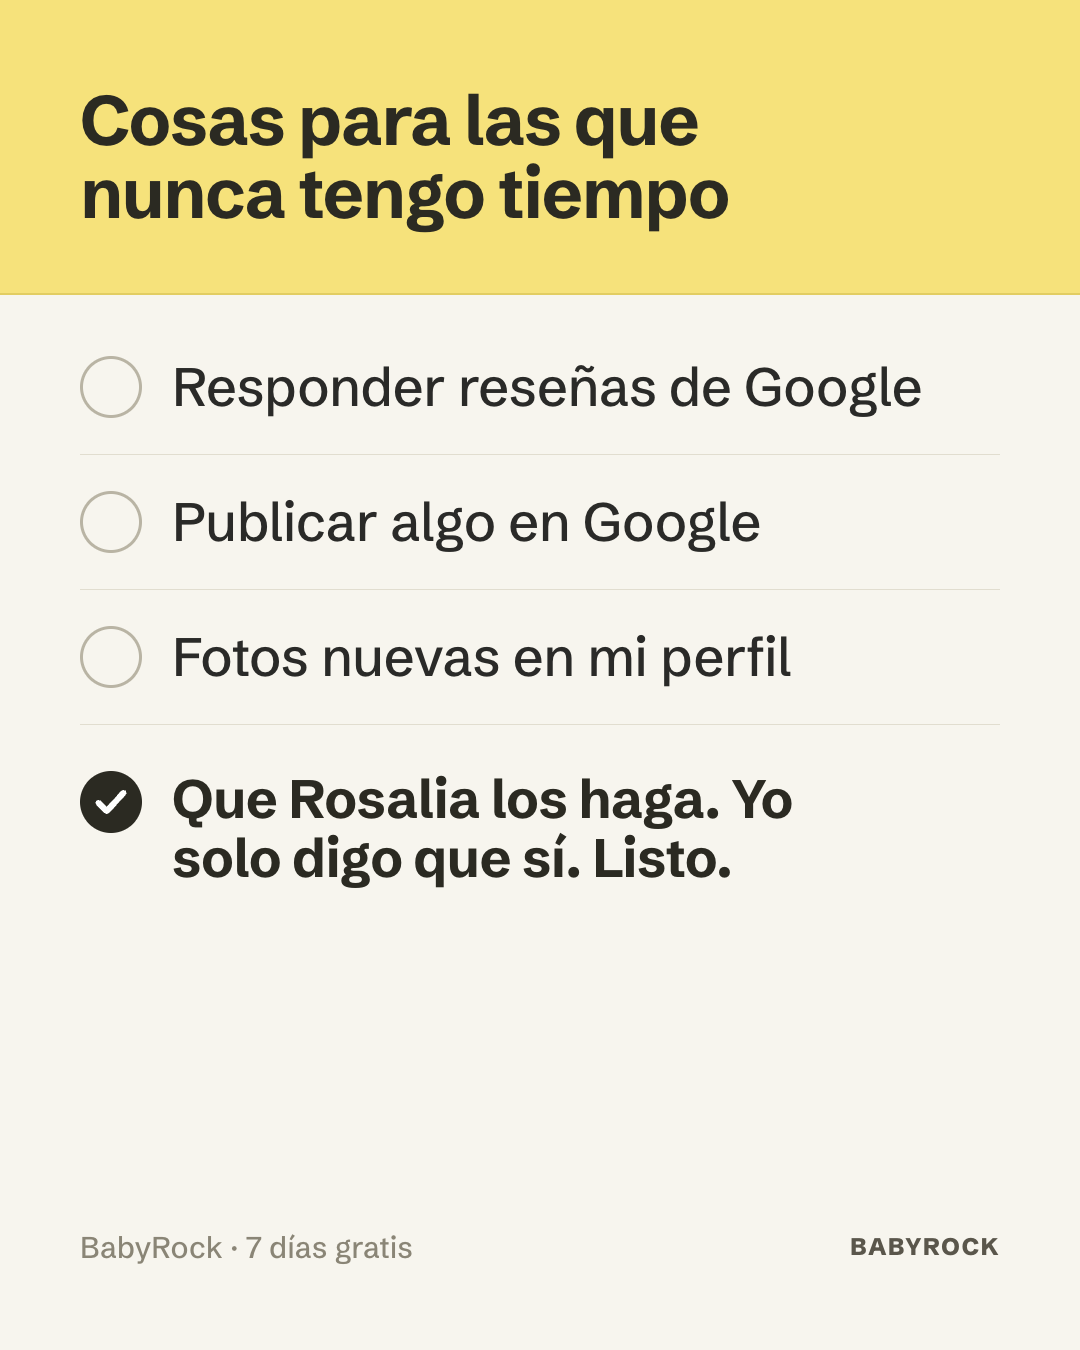 Cosas para las que
nunca tengo tiempo
Responder reseñas de Google
Publicar algo en Google
Fotos nuevas en mi perfil
Que Rosalia los haga. Yo
solo digo que sí. Listo.
BabyRock · 7 días gratis
BABYROCK